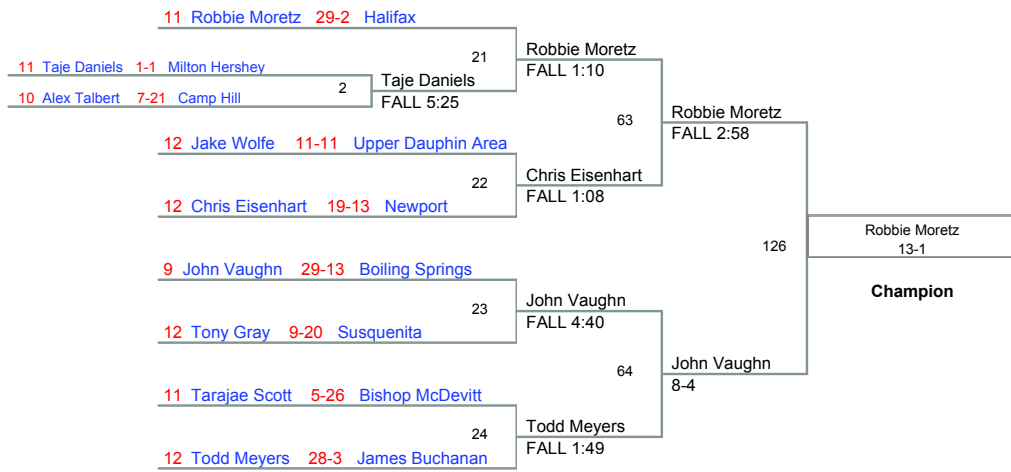 11 Robbie Moretz 29-2 Halifax
21
Robbie Moretz
FALL 1:10
11 Taje Daniels 1-1 Milton Hershey
2
Taje Daniels
FALL 5:25
10 Alex Talbert 7-21 Camp Hill
63
Robbie Moretz
FALL 2:58
12 Jake Wolfe 11-11 Upper Dauphin Area
22
Chris Eisenhart
FALL 1:08
12 Chris Eisenhart 19-13 Newport
126
Robbie Moretz
13-1
Champion
9 John Vaughn 29-13 Boiling Springs
23
John Vaughn
FALL 4:40
12 Tony Gray 9-20 Susquenita
64
John Vaughn
8-4
11 Tarajae Scott 5-26 Bishop McDevitt
24
Todd Meyers
FALL 1:49
12 Todd Meyers 28-3 James Buchanan